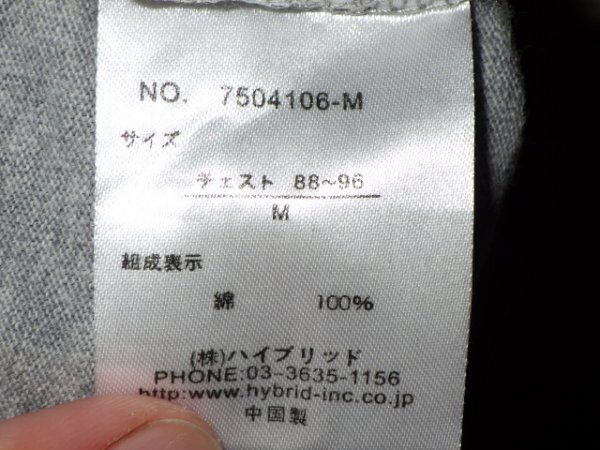 NO. 7504106-M
サイズ
チェスト 88~96
M
組成表示
綿 100%
(株)ハイブリッド
PHONE:03-3635-1156
http:www.hybrid-inc.co.jp
中国製